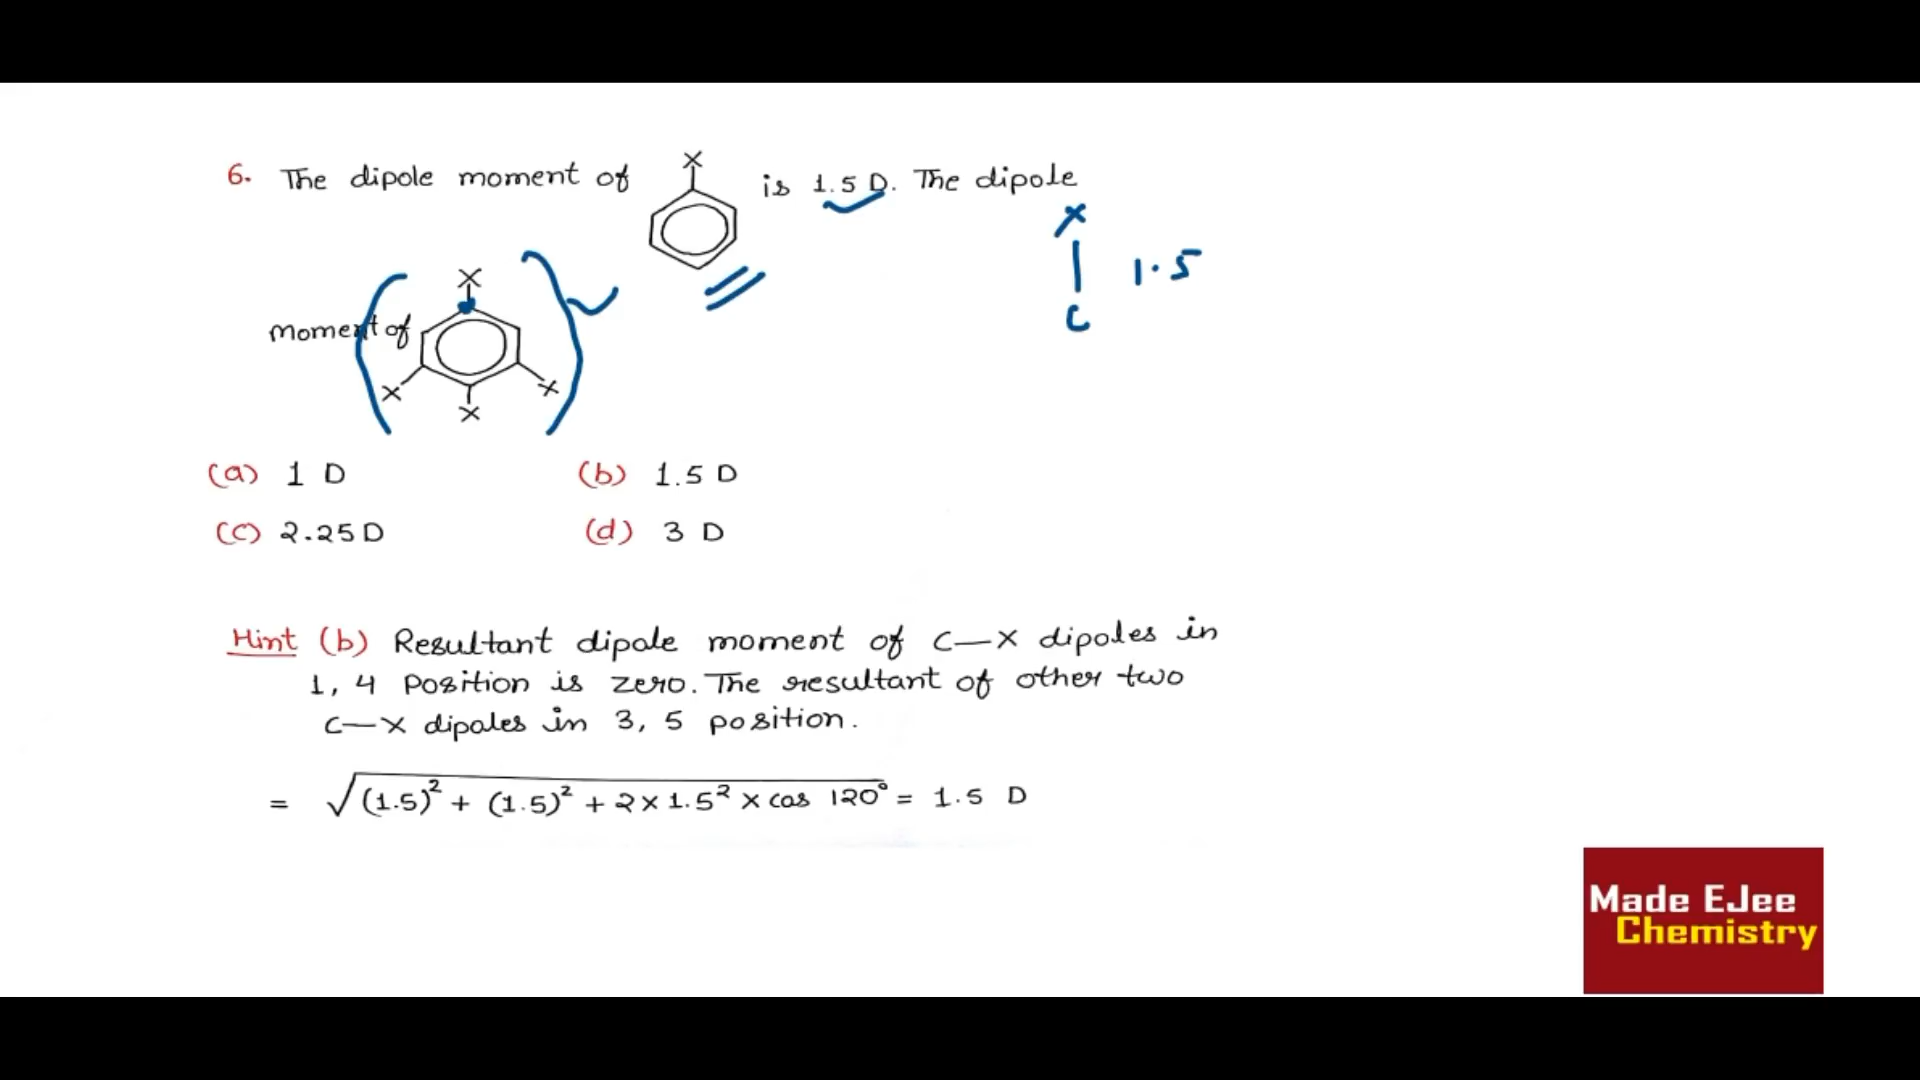 6. The dipole moment of X is 1.5 D. The dipole
X
1.5
C
moment of X X X X
(a) 1 D (b) 1.5 D
(c) 2.25 D (d) 3 D
Hint (b) Resultant dipole moment of C—X dipoles in
1, 4 Position is zero. The resultant of other two
C—X dipoles in 3, 5 position.
= √(1.5)² + (1.5)² + 2 × 1.5² × cos 120° = 1.5 D
Made EJee
Chemistry